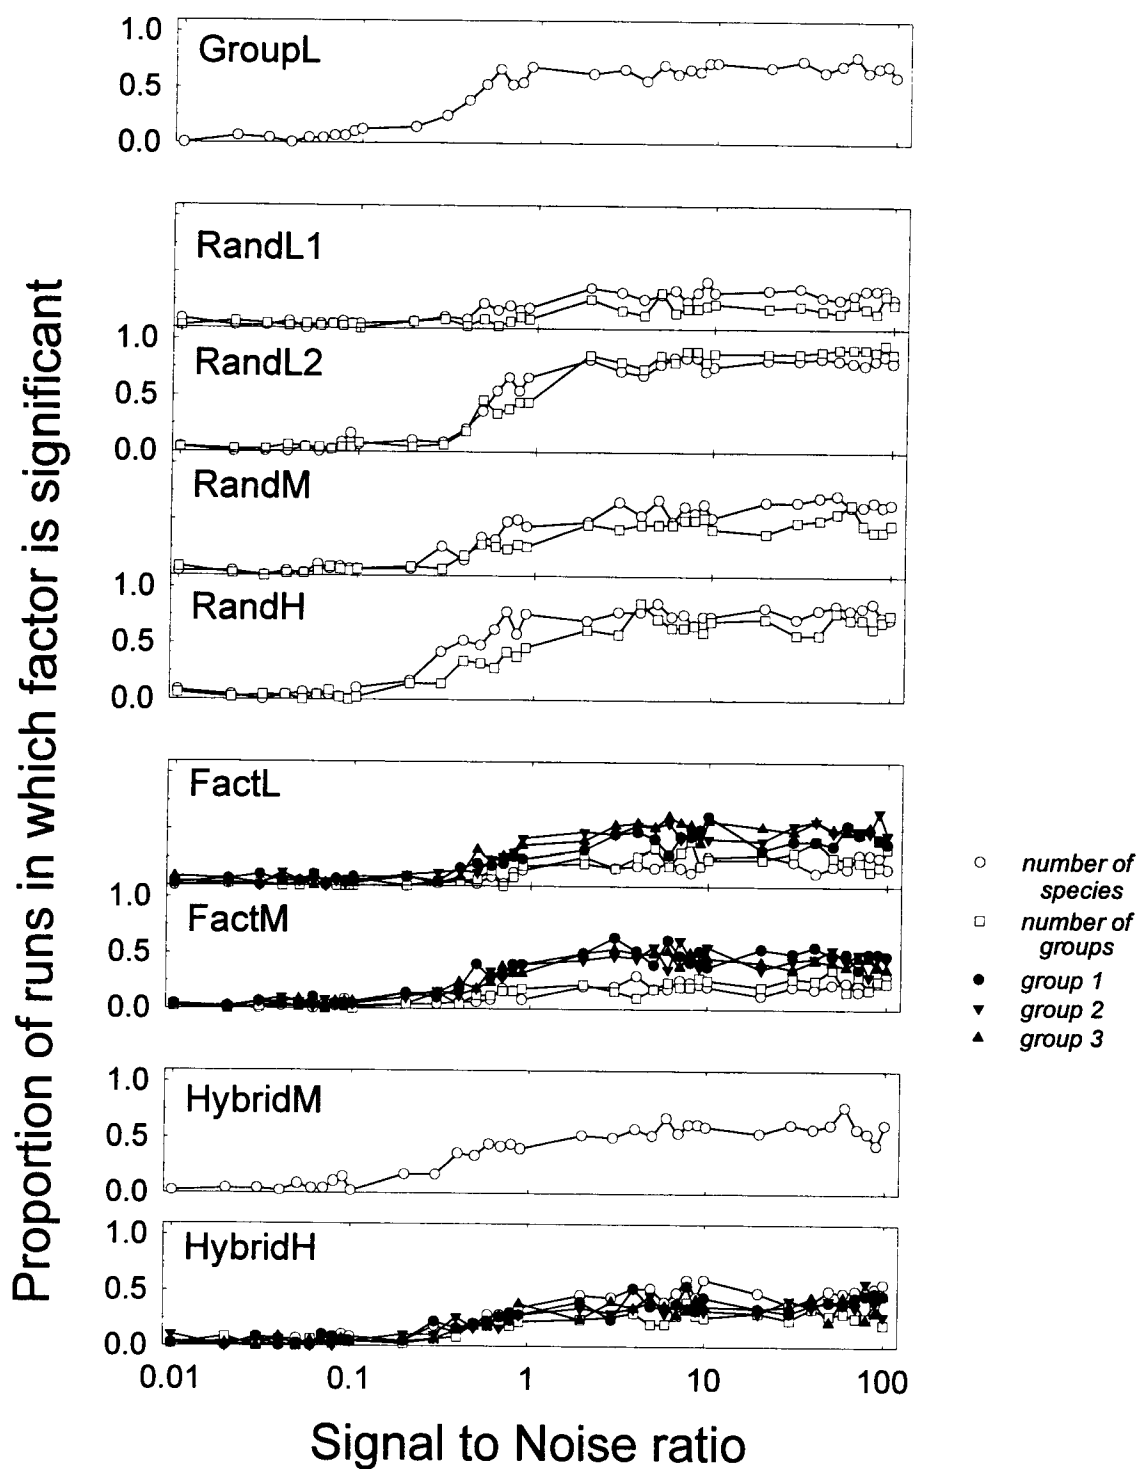 Proportion of runs in which factor is significant
1.0
GroupL
0.5
0.0
RandL1
1.0
RandL2
0.5
0.0
RandM
1.0
RandH
0.5
0.0
FactL
1.0
FactM
0.5
0.0
1.0
HybridM
0.5
0.0
1.0
HybridH
0.5
0.0
0.01 0.1 1 10 100
Signal to Noise ratio
number of
species
number of
groups
group 1
group 2
group 3